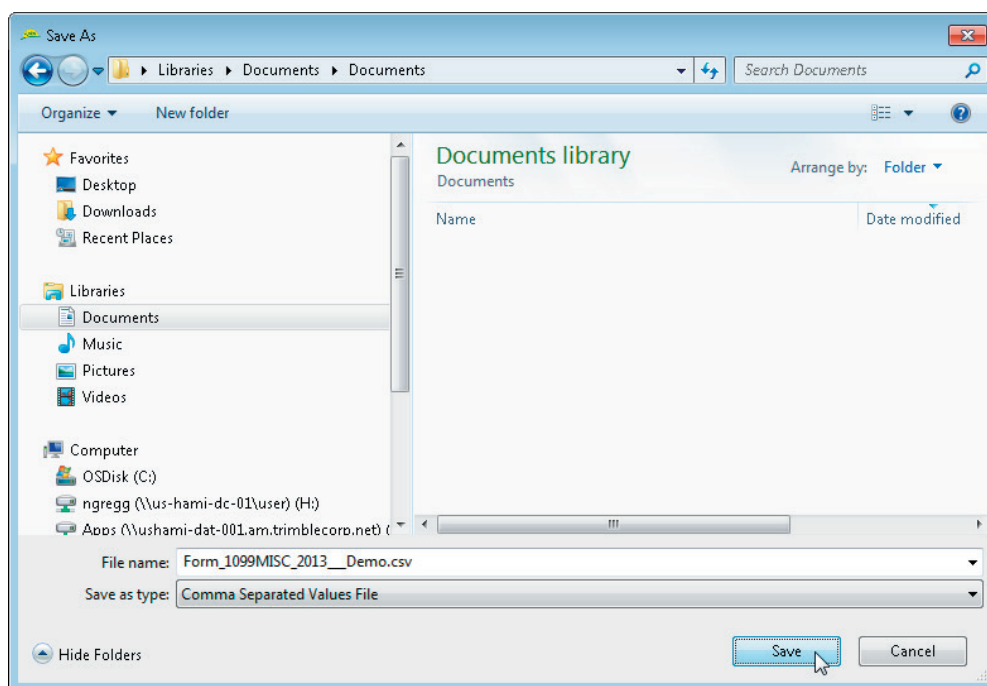 Save As
Libraries Documents Documents
Search Documents
Organize New folder
Favorites
Desktop
Downloads
Recent Places
Libraries
Documents
Music
Pictures
Videos
Computer
OSDisk (C:)
ngregg (\\us-hami-dc-01\user) (H:)
Apps (\\ushami-dat-001.am.trimblecorp.net) (
Documents library
Documents
Arrange by: Folder
Name Date modified
File name: Form_1099MISC_2013__Demo.csv
Save as type: Comma Separated Values File
Hide Folders
Save Cancel